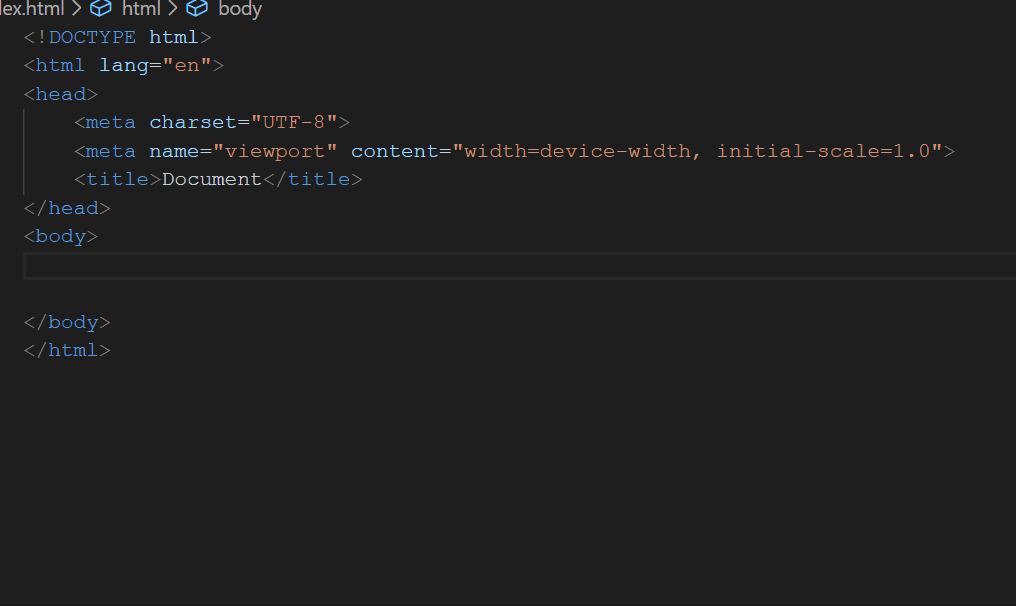 lex.html > html > body
<!DOCTYPE html>
<html lang="en">
<head>
    <meta charset="UTF-8">
    <meta name="viewport" content="width=device-width, initial-scale=1.0">
    <title>Document</title>
</head>
<body>
</body>
</html>